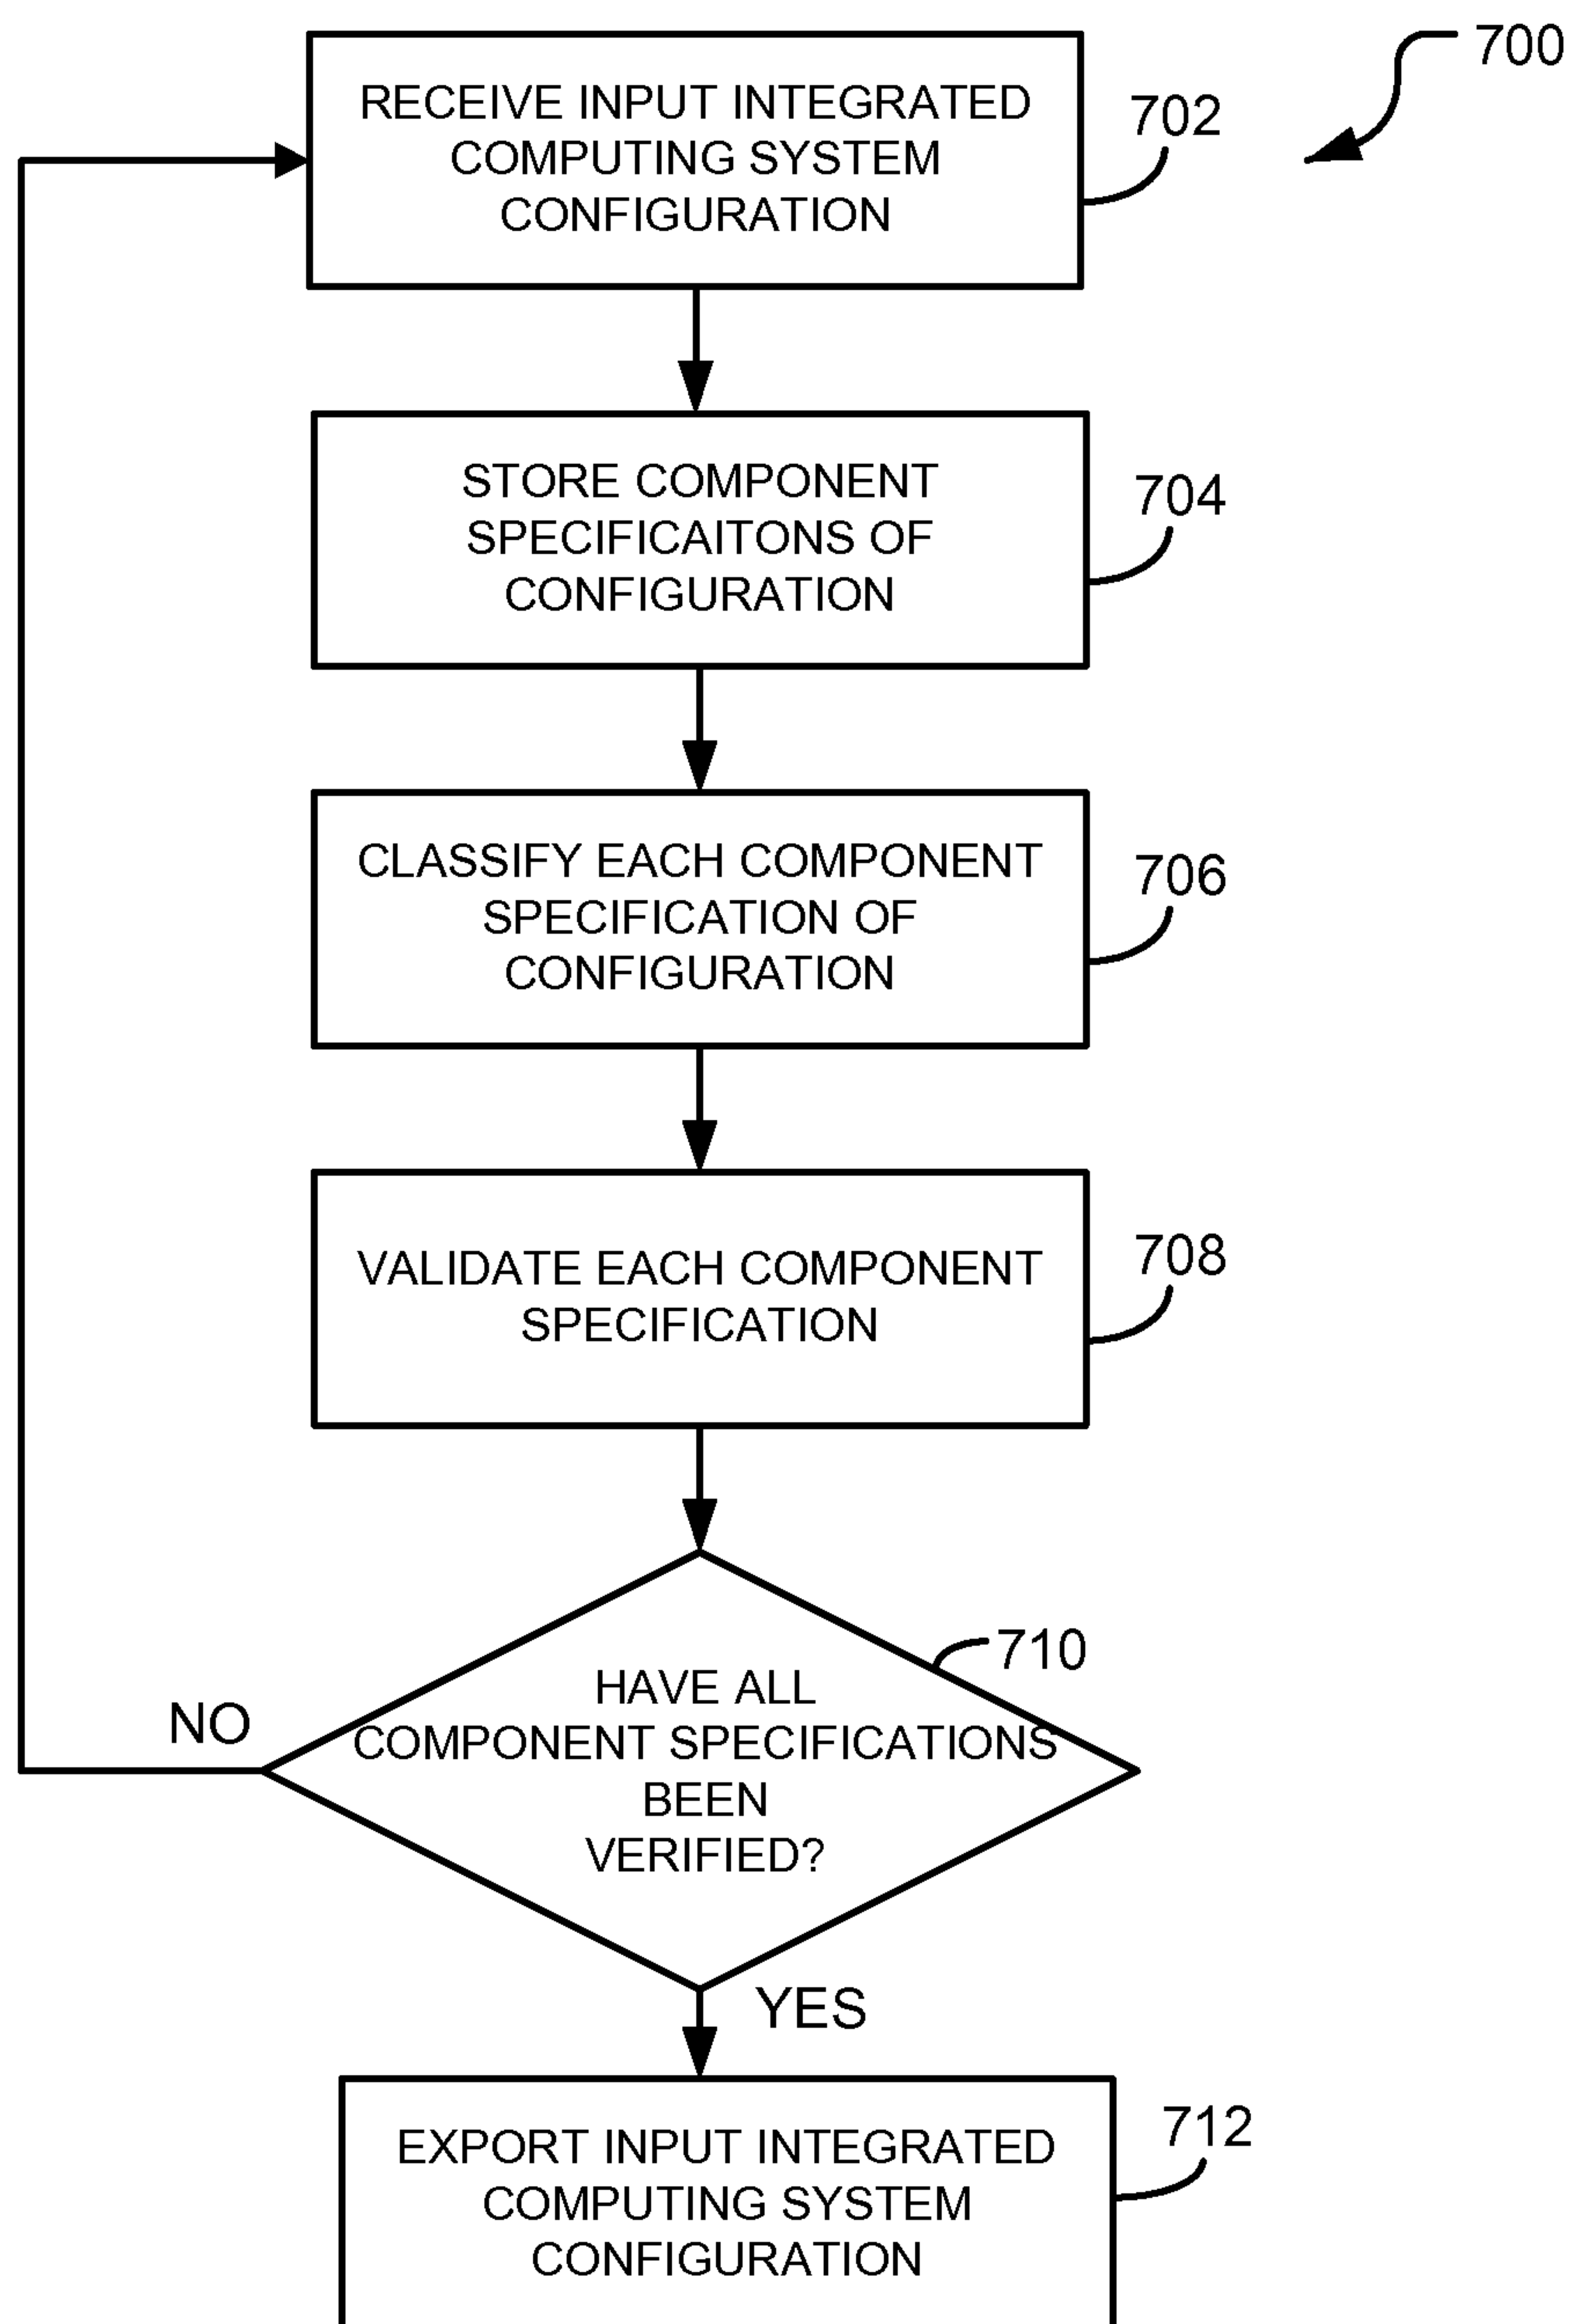 700
RECEIVE INPUT INTEGRATED
COMPUTING SYSTEM
CONFIGURATION
702
STORE COMPONENT
SPECIFICAITONS OF
CONFIGURATION
704
CLASSIFY EACH COMPONENT
SPECIFICATION OF
CONFIGURATION
706
VALIDATE EACH COMPONENT
SPECIFICATION
708
HAVE ALL
COMPONENT SPECIFICATIONS
BEEN
VERIFIED?
710
NO
YES
EXPORT INPUT INTEGRATED
COMPUTING SYSTEM
CONFIGURATION
712